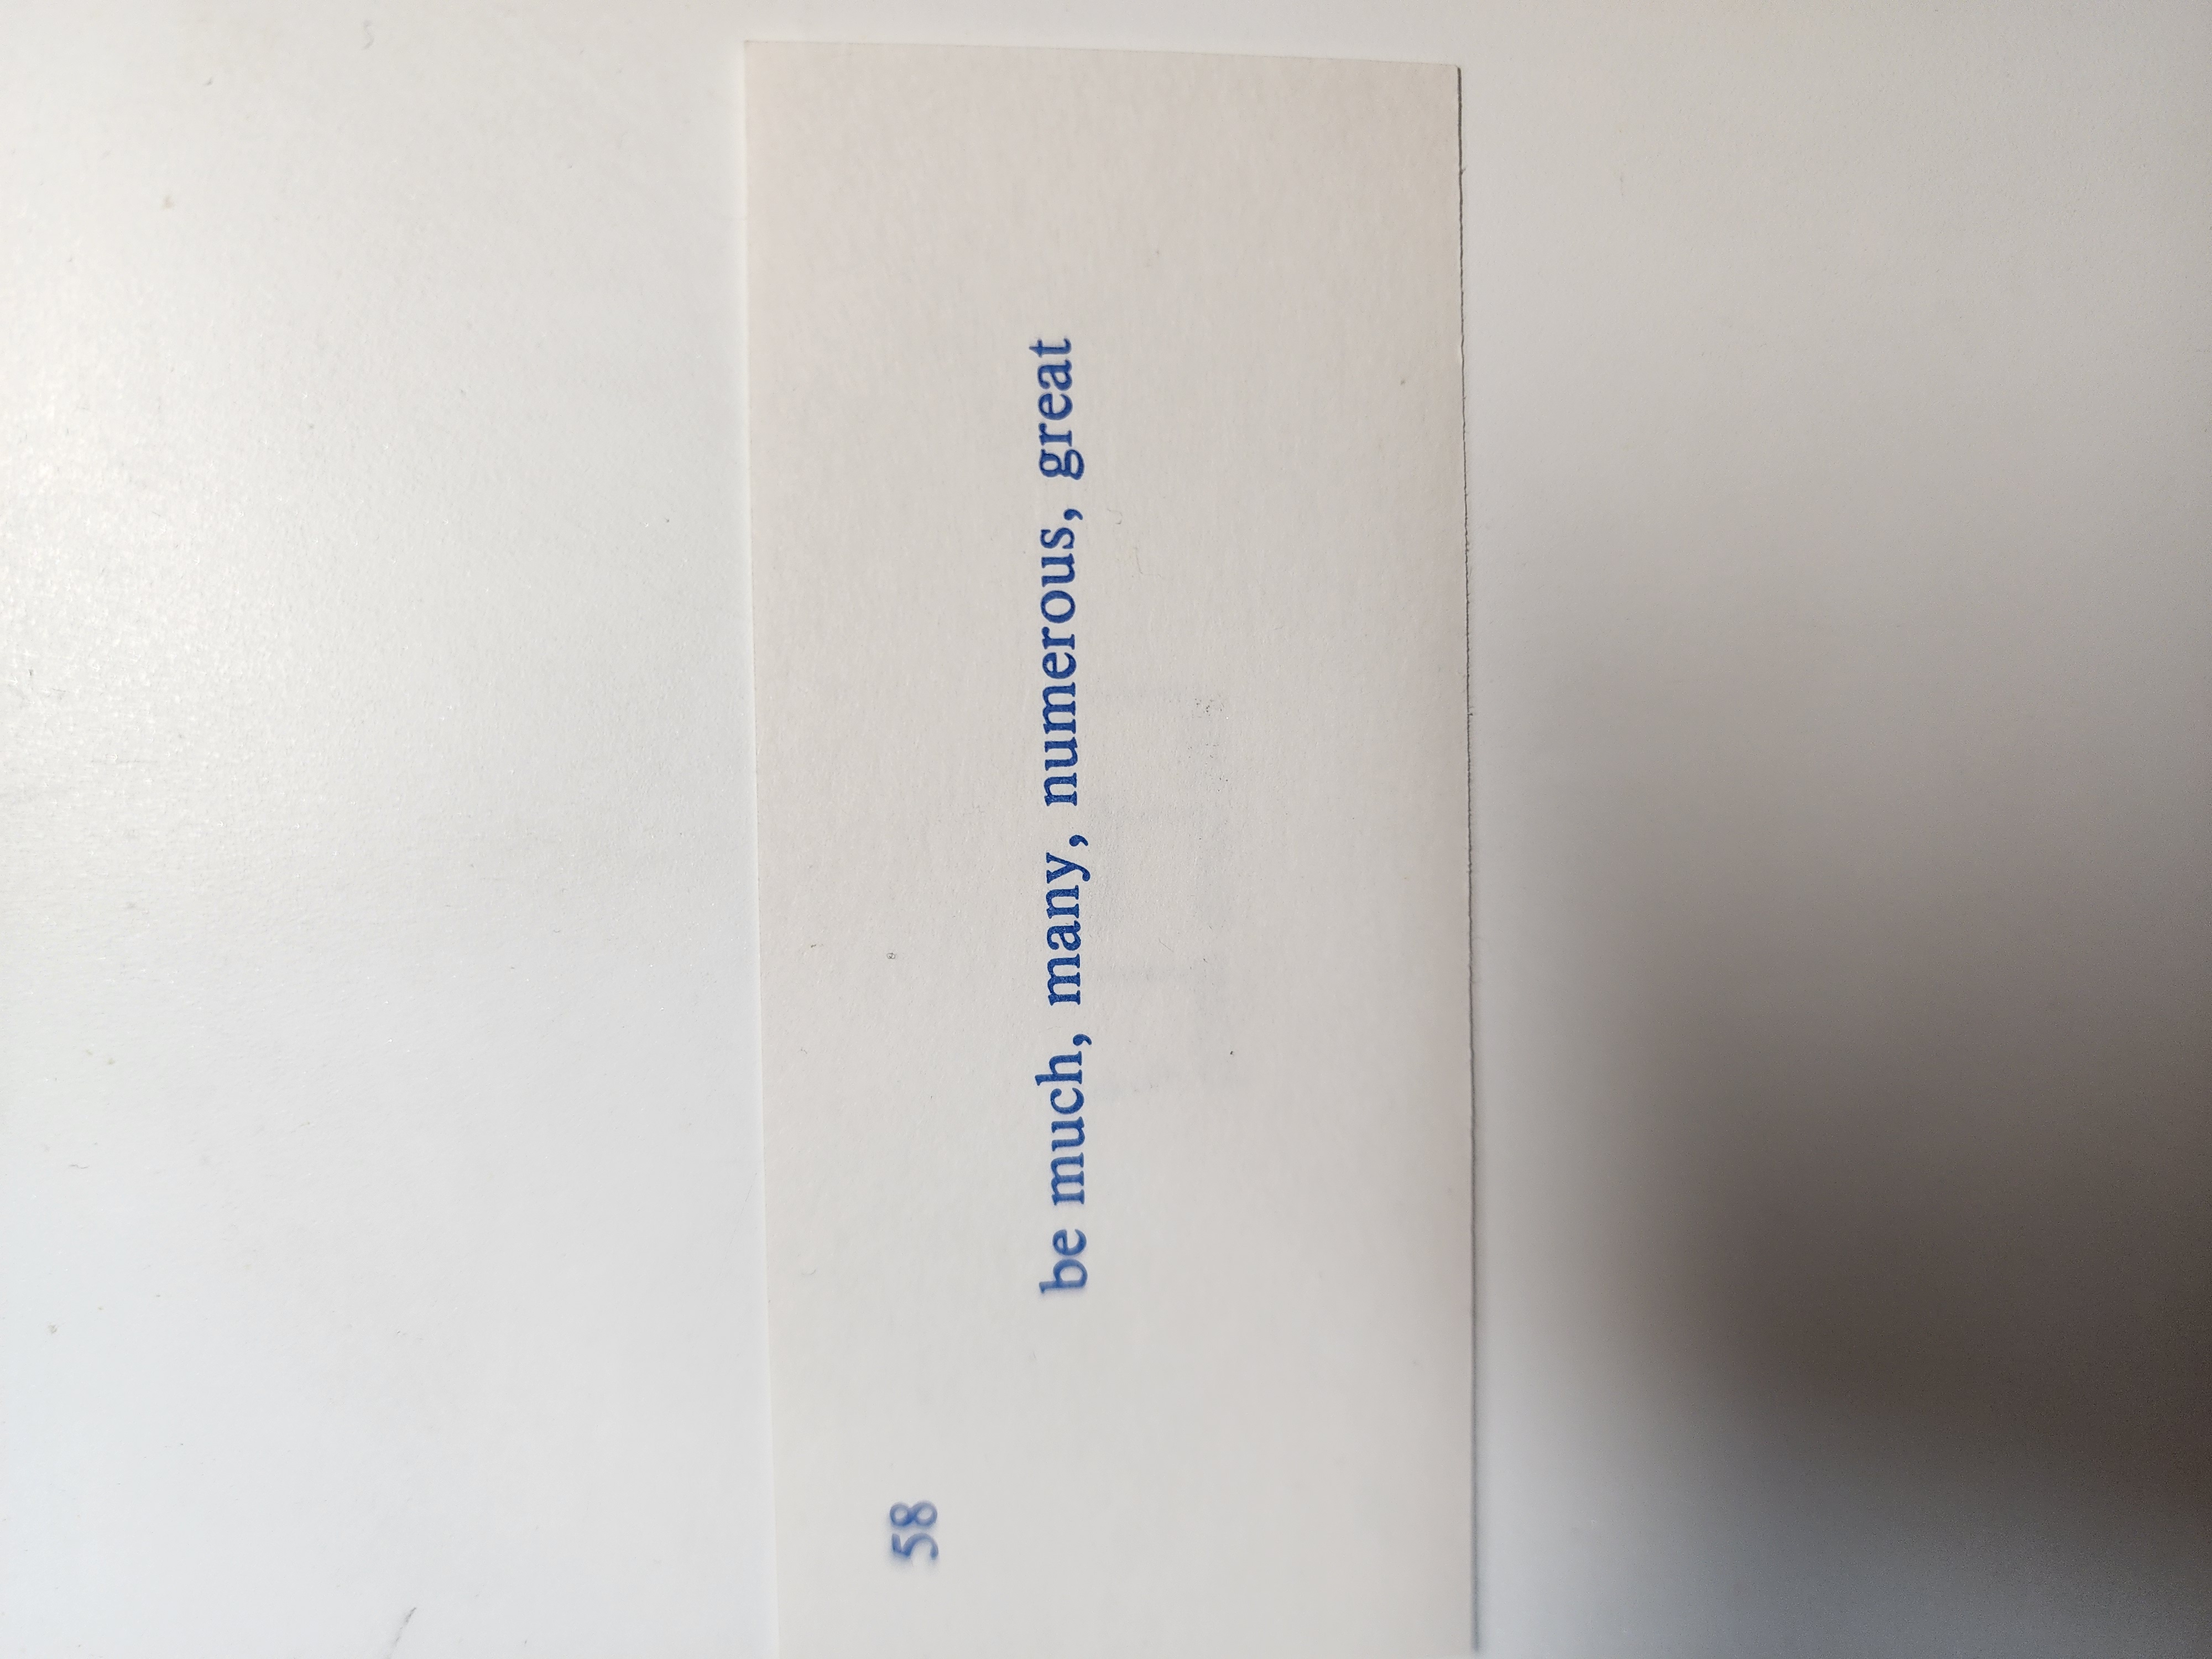 58
be much, many, numerous, great